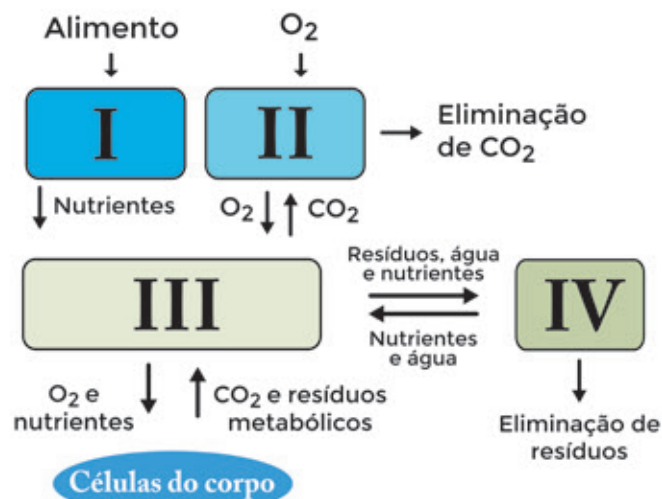 Alimento
O₂
I
II
Eliminação
de CO₂
Nutrientes
O₂
CO₂
III
Resíduos, água
e nutrientes
Nutrientes
e água
IV
O₂ e
nutrientes
CO₂ e resíduos
metabólicos
Eliminação de
resíduos
Células do corpo